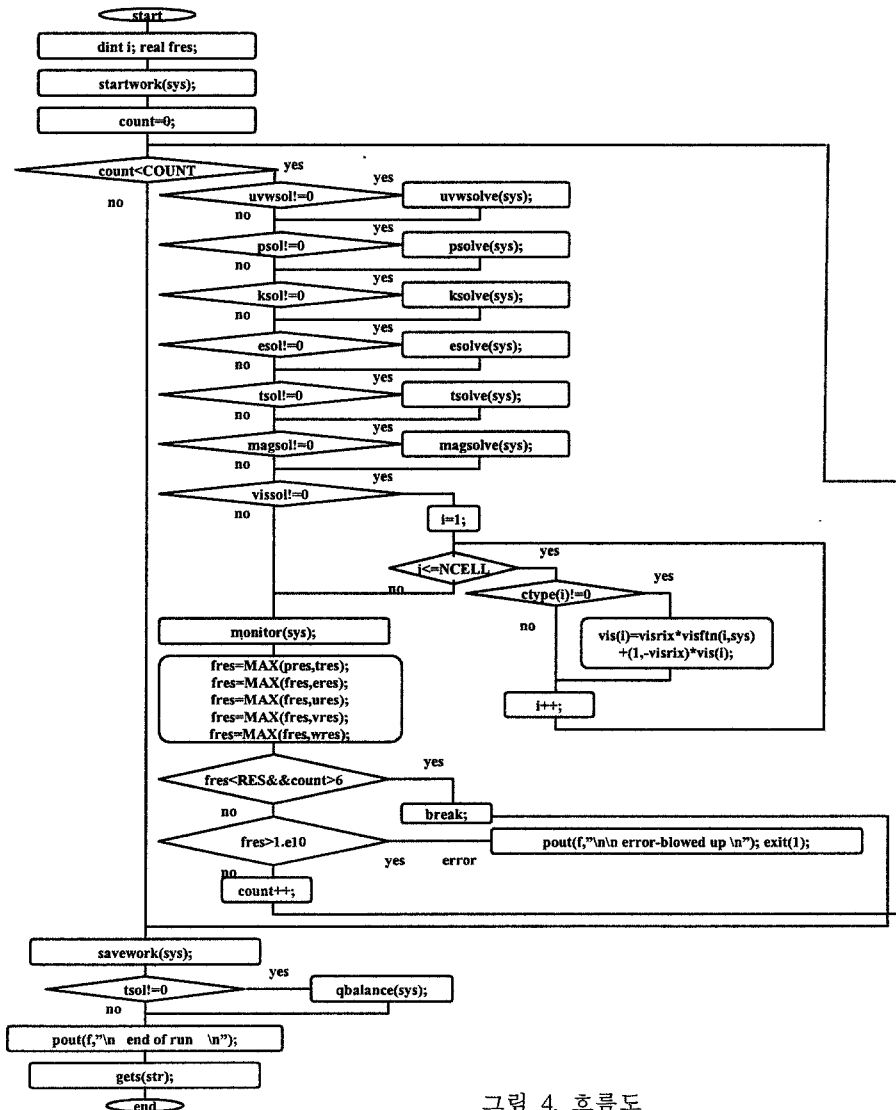 start
dint i; real fres;
startwork(sys);
count=0;
count<COUNT
yes
no
uvwsol!=0
yes
no
uvwsolve(sys);
psol!=0
yes
no
psolve(sys);
ksol!=0
yes
no
ksolve(sys);
esol!=0
yes
no
esolve(sys);
tsol!=0
yes
no
tsolve(sys);
magsol!=0
yes
no
magsolve(sys);
vissol!=0
yes
no
i=1;
i<=NCELL
yes
no
ctype(i)!=0
yes
no
vis(i)=visrix*visftn(i,sys)
+(1,-visrix)*vis(i);
i++;
monitor(sys);
fres=MAX(pres,tres);
fres=MAX(fres,eres);
fres=MAX(fres,ures);
fres=MAX(fres,vres);
fres=MAX(fres,wres);
fres<RES&&count>6
yes
no
break;
fres>1.e10
yes error
no
pout(f,"\n\n error-blowed up \n"); exit(1);
count++;
savework(sys);
tsol!=0
yes
no
qbalance(sys);
pout(f,"\n end of run \n");
gets(str);
end
그림 4. 흐름도